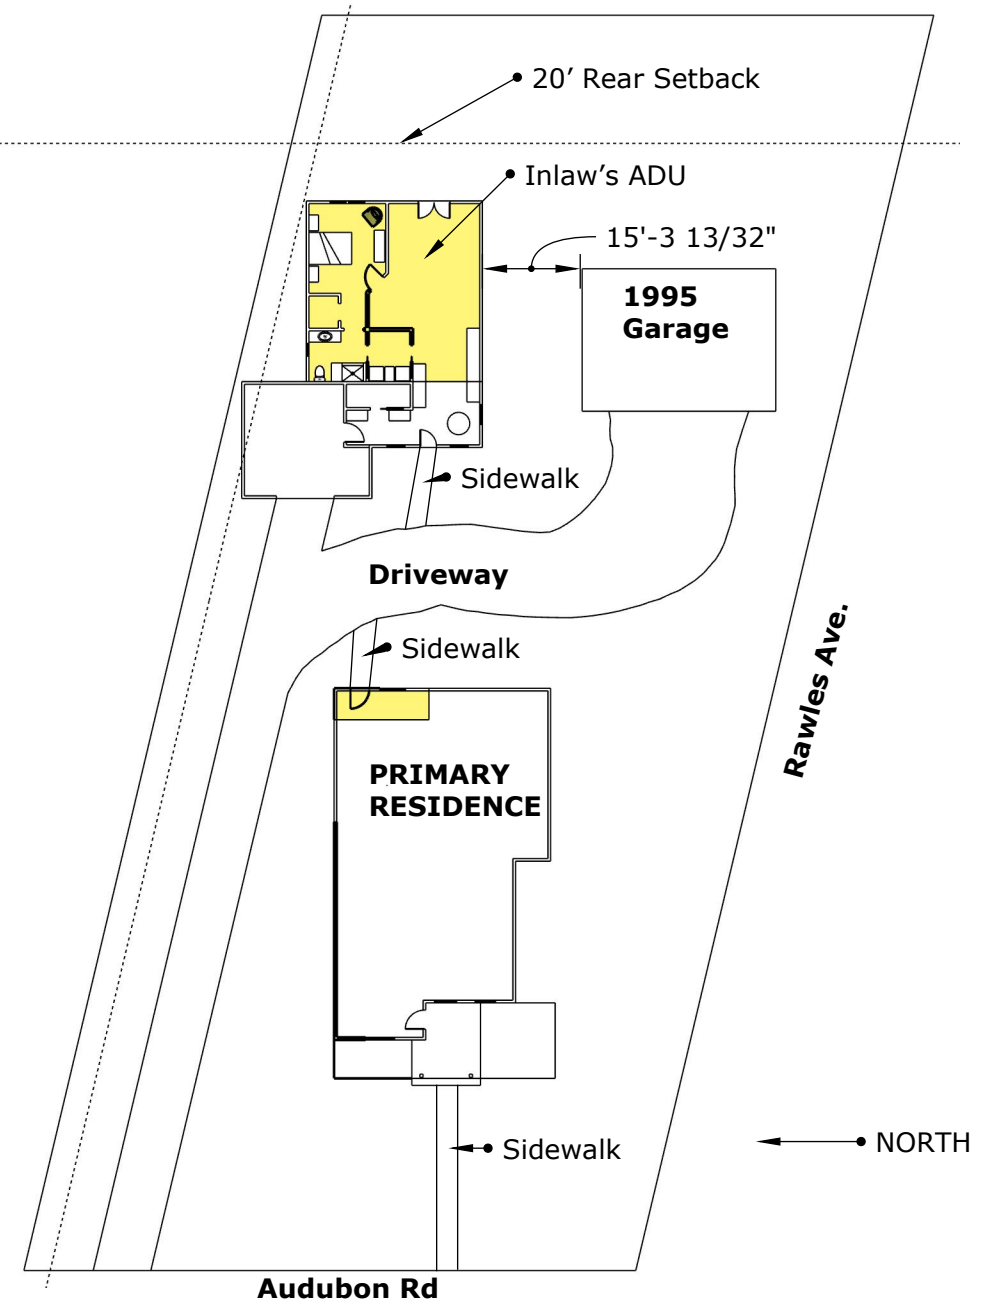 20’ Rear Setback
Inlaw’s ADU
15'-3 13/32"
1995
Garage
Sidewalk
Driveway
Sidewalk
Rawles Ave.
PRIMARY
RESIDENCE
NORTH
Sidewalk
Audubon Rd